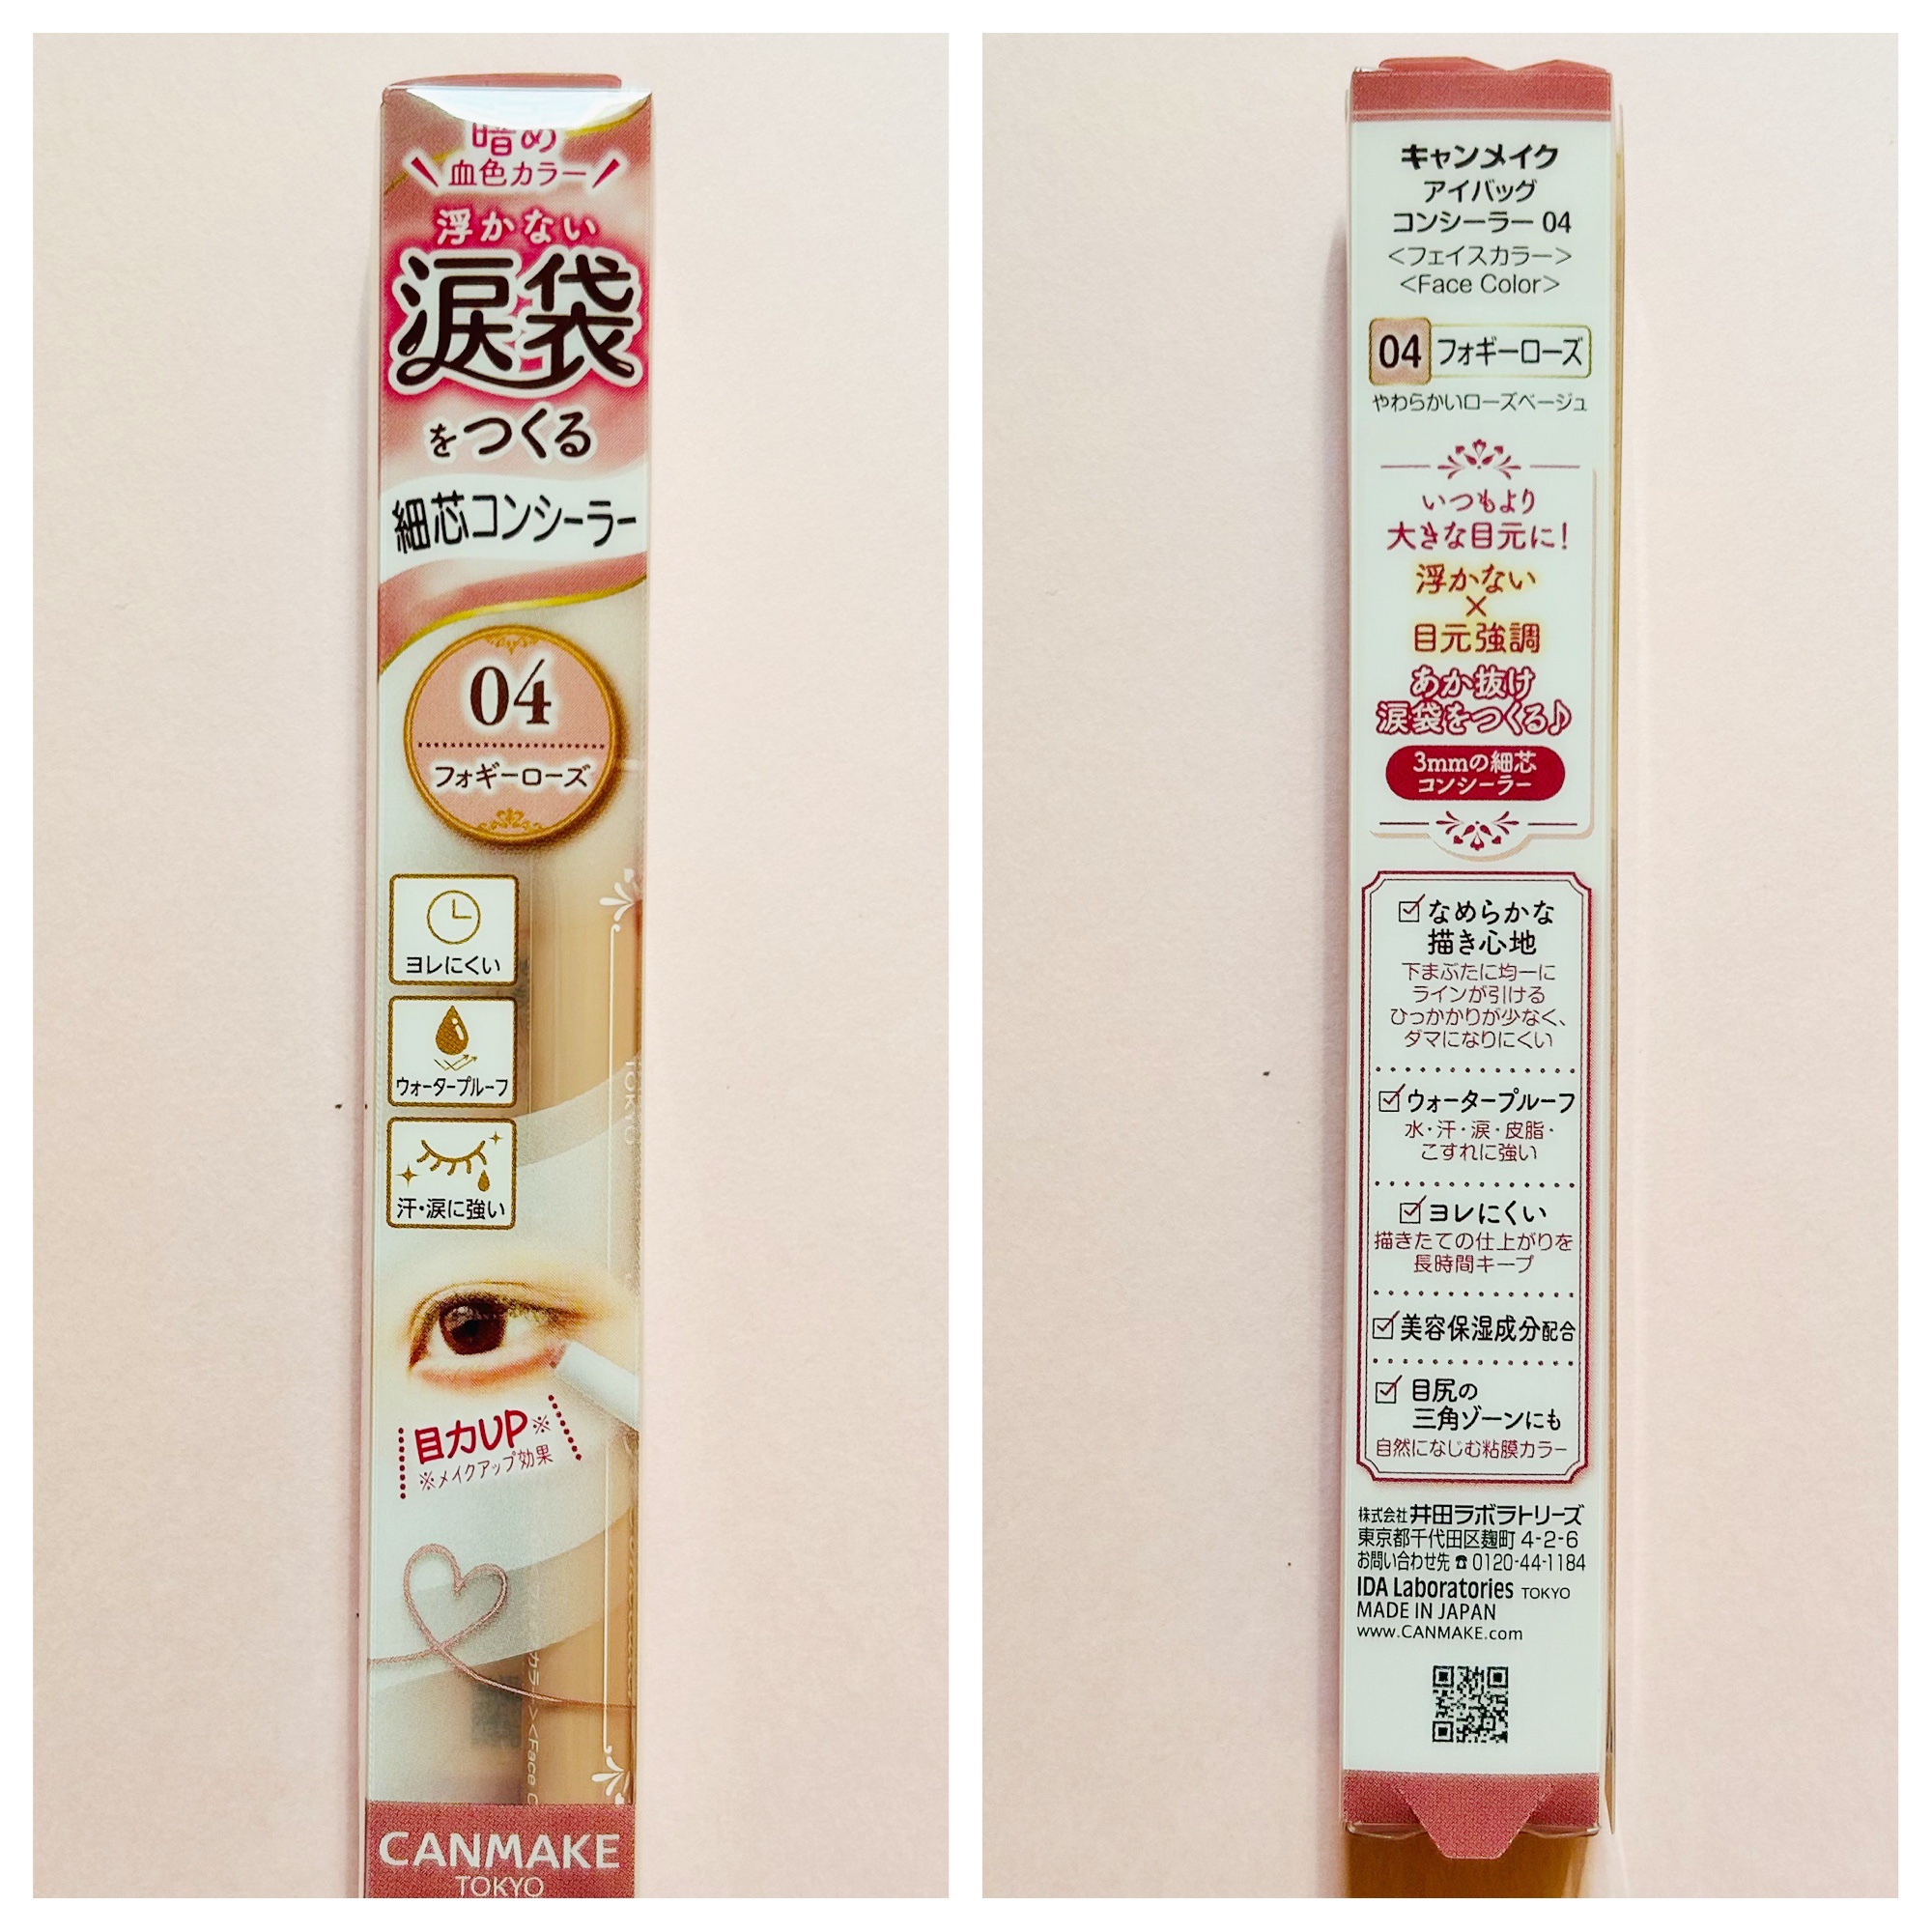 暗め
血色カラー
浮かない
涙袋
をつくる
細芯コンシーラー
04
フォギーローズ
ヨレにくい
ウォータープルーフ
汗・涙に強い
目力UP※
※メイクアップ効果
TOKYO
カラー><Face C
CANMAKE
TOKYO
キャンメイク
アイバッグ
コンシーラー 04
<フェイスカラー>
<Face Color>
04 フォギーローズ
やわらかいローズベージュ
いつもより
大きな目元に!
浮かない
×
目元強調
あか抜け
涙袋をつくる♪
3mmの細芯
コンシーラー
なめらかな
描き心地
下まぶたに均一に
ラインが引ける
ひっかかりが少なく、
ダマになりにくい
ウォータープルーフ
水・汗・涙・皮脂・
こすれに強い
ヨレにくい
描きたての仕上がりを
長時間キープ
美容保湿成分配合
目尻の
三角ゾーンにも
自然になじむ粘膜カラー
株式会社井田ラボラトリーズ
東京都千代田区麹町 4-2-6
お問い合わせ先 ☎ 0120-44-1184
IDA Laboratories TOKYO
MADE IN JAPAN
www.CANMAKE.com